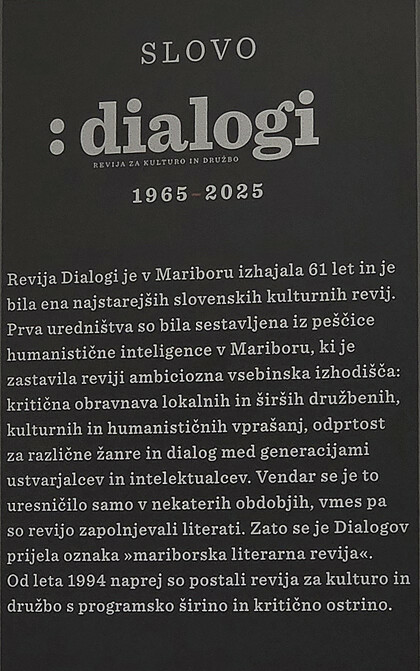 SLOVO
:dialogi
REVIJA ZA KULTURO IN DRUŽBO
1965–2025
Revija Dialogi je v Mariboru izhajala 61 let in je
bila ena najstarejših slovenskih kulturnih revij.
Prva uredništva so bila sestavljena iz peščice
humanistične inteligence v Mariboru, ki je
zastavila reviji ambiciozna vsebinska izhodišča:
kritična obravnava lokalnih in širših družbenih,
kulturnih in humanističnih vprašanj, odprtost
za različne žanre in dialog med generacijami
ustvarjalcev in intelektualcev. Vendar se je to
uresničilo samo v nekaterih obdobjih, vmes pa
so revijo zapolnjevali literati. Zato se je Dialogov
prijela oznaka »mariborska literarna revija«.
Od leta 1994 naprej so postali revija za kulturo in
družbo s programsko širino in kritično ostrino.